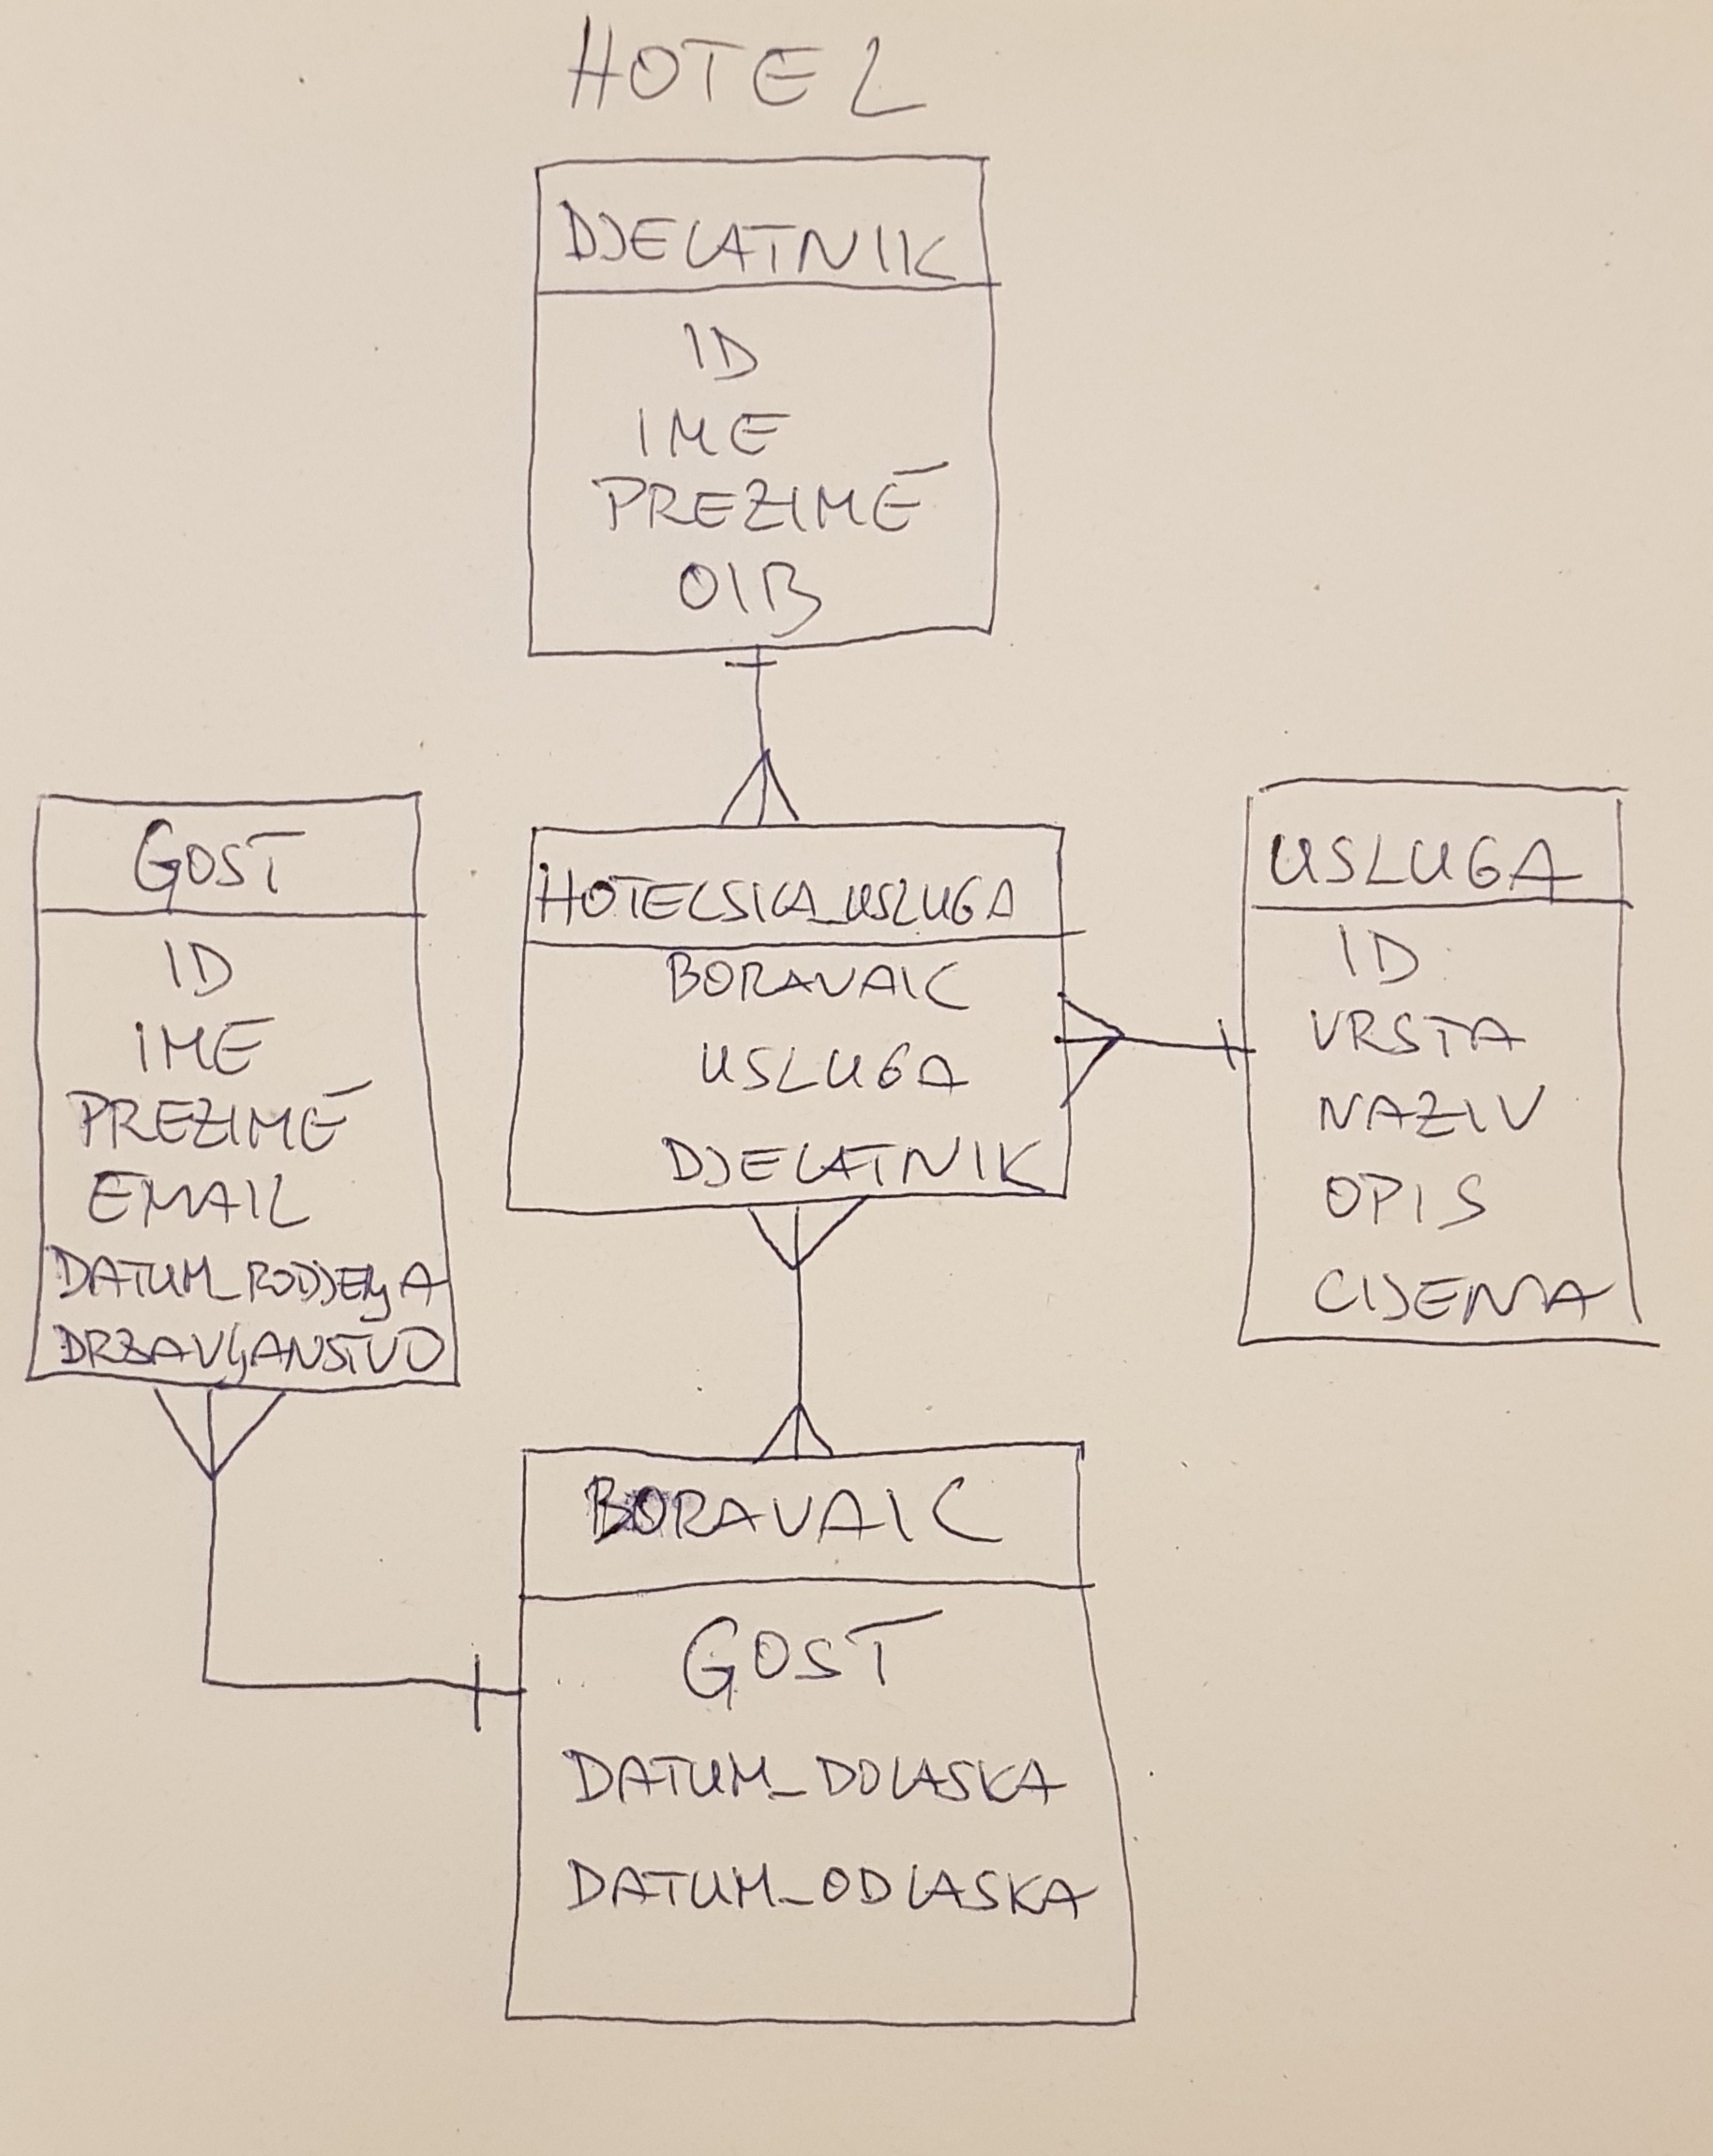 HOTEL
DJELATNIK
ID
IME
PREZIME
OIB
GOST
ID
IME
PREZIME
EMAIL
DATUM_RODJENJA
DRŽAVLJANSTVO
HOTELSKA_USLUGA
BORAVAK
USLUGA
DJELATNIK
USLUGA
ID
VRSTA
NAZIV
OPIS
CIJENA
BORAVAK
GOST
DATUM_DOLASKA
DATUM_ODLASKA